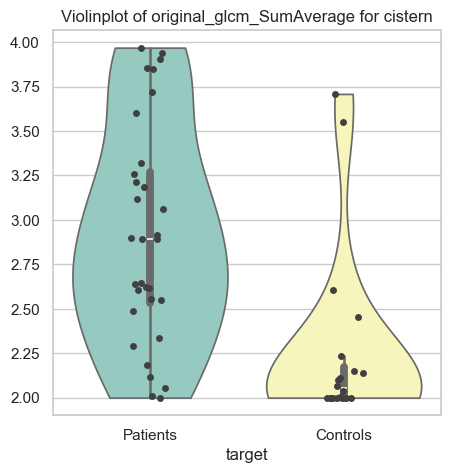 Violinplot of original_glcm_SumAverage for cistern
4.00
3.75
3.50
3.25
3.00
2.75
2.50
2.25
2.00
Patients
Controls
target